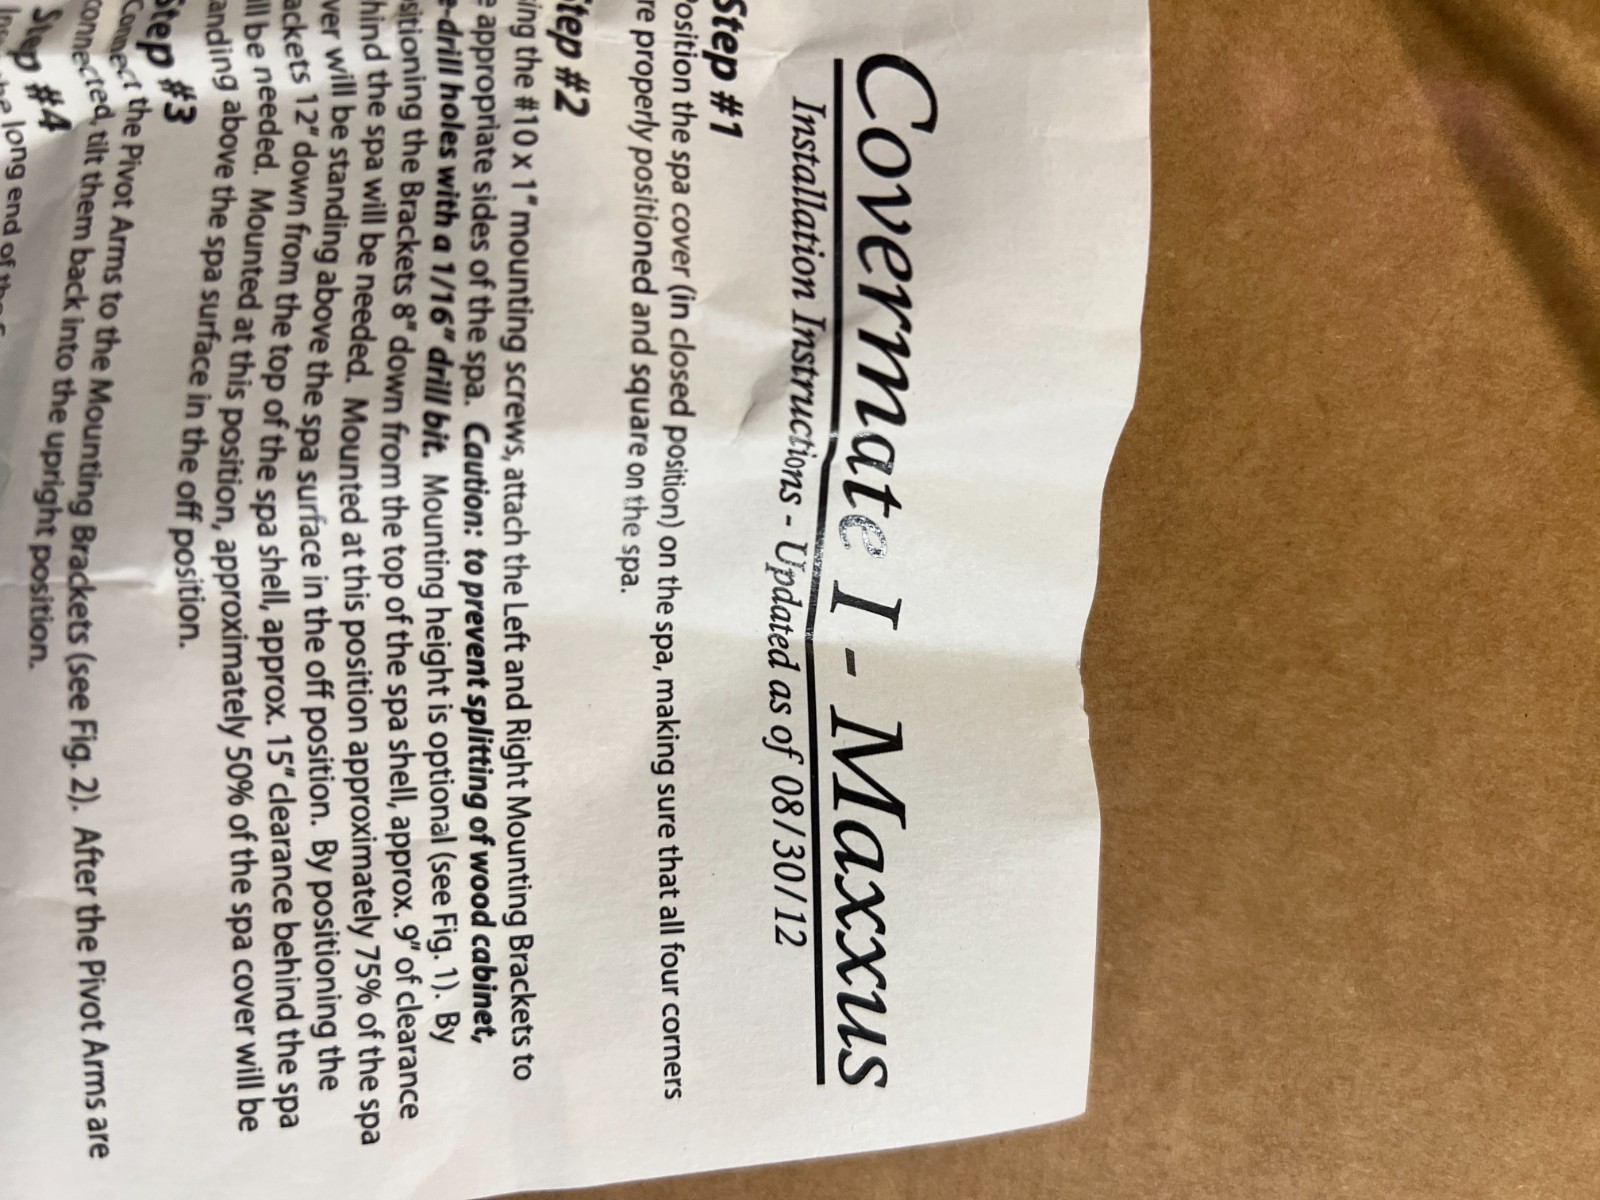 Covermate I - Maxxus
Installation Instructions - Updated as of 08/30/12
Step #1
Position the spa cover (in closed position) on the spa, making sure that all four corners
re properly positioned and square on the spa.
Step #2
ing the #10 x 1" mounting screws, attach the Left and Right Mounting Brackets to
e appropriate sides of the spa. Caution: to prevent splitting of wood cabinet,
e-drill holes with a 1/16" drill bit. Mounting height is optional (see Fig. 1). By
sitioning the Brackets 8" down from the top of the spa shell, approx. 9" of clearance
hind the spa will be needed. Mounted at this position approximately 75% of the spa
ver will be standing above the spa surface in the off position. By positioning the
ackets 12" down from the top of the spa shell, approx. 15" clearance behind the spa
ill be needed. Mounted at this position, approximately 50% of the spa cover will be
anding above the spa surface in the off position.
Step #3
Connect the Pivot Arms to the Mounting Brackets (see Fig. 2). After the Pivot Arms are
connected, tilt them back into the upright position.
Step #4
the long end of the